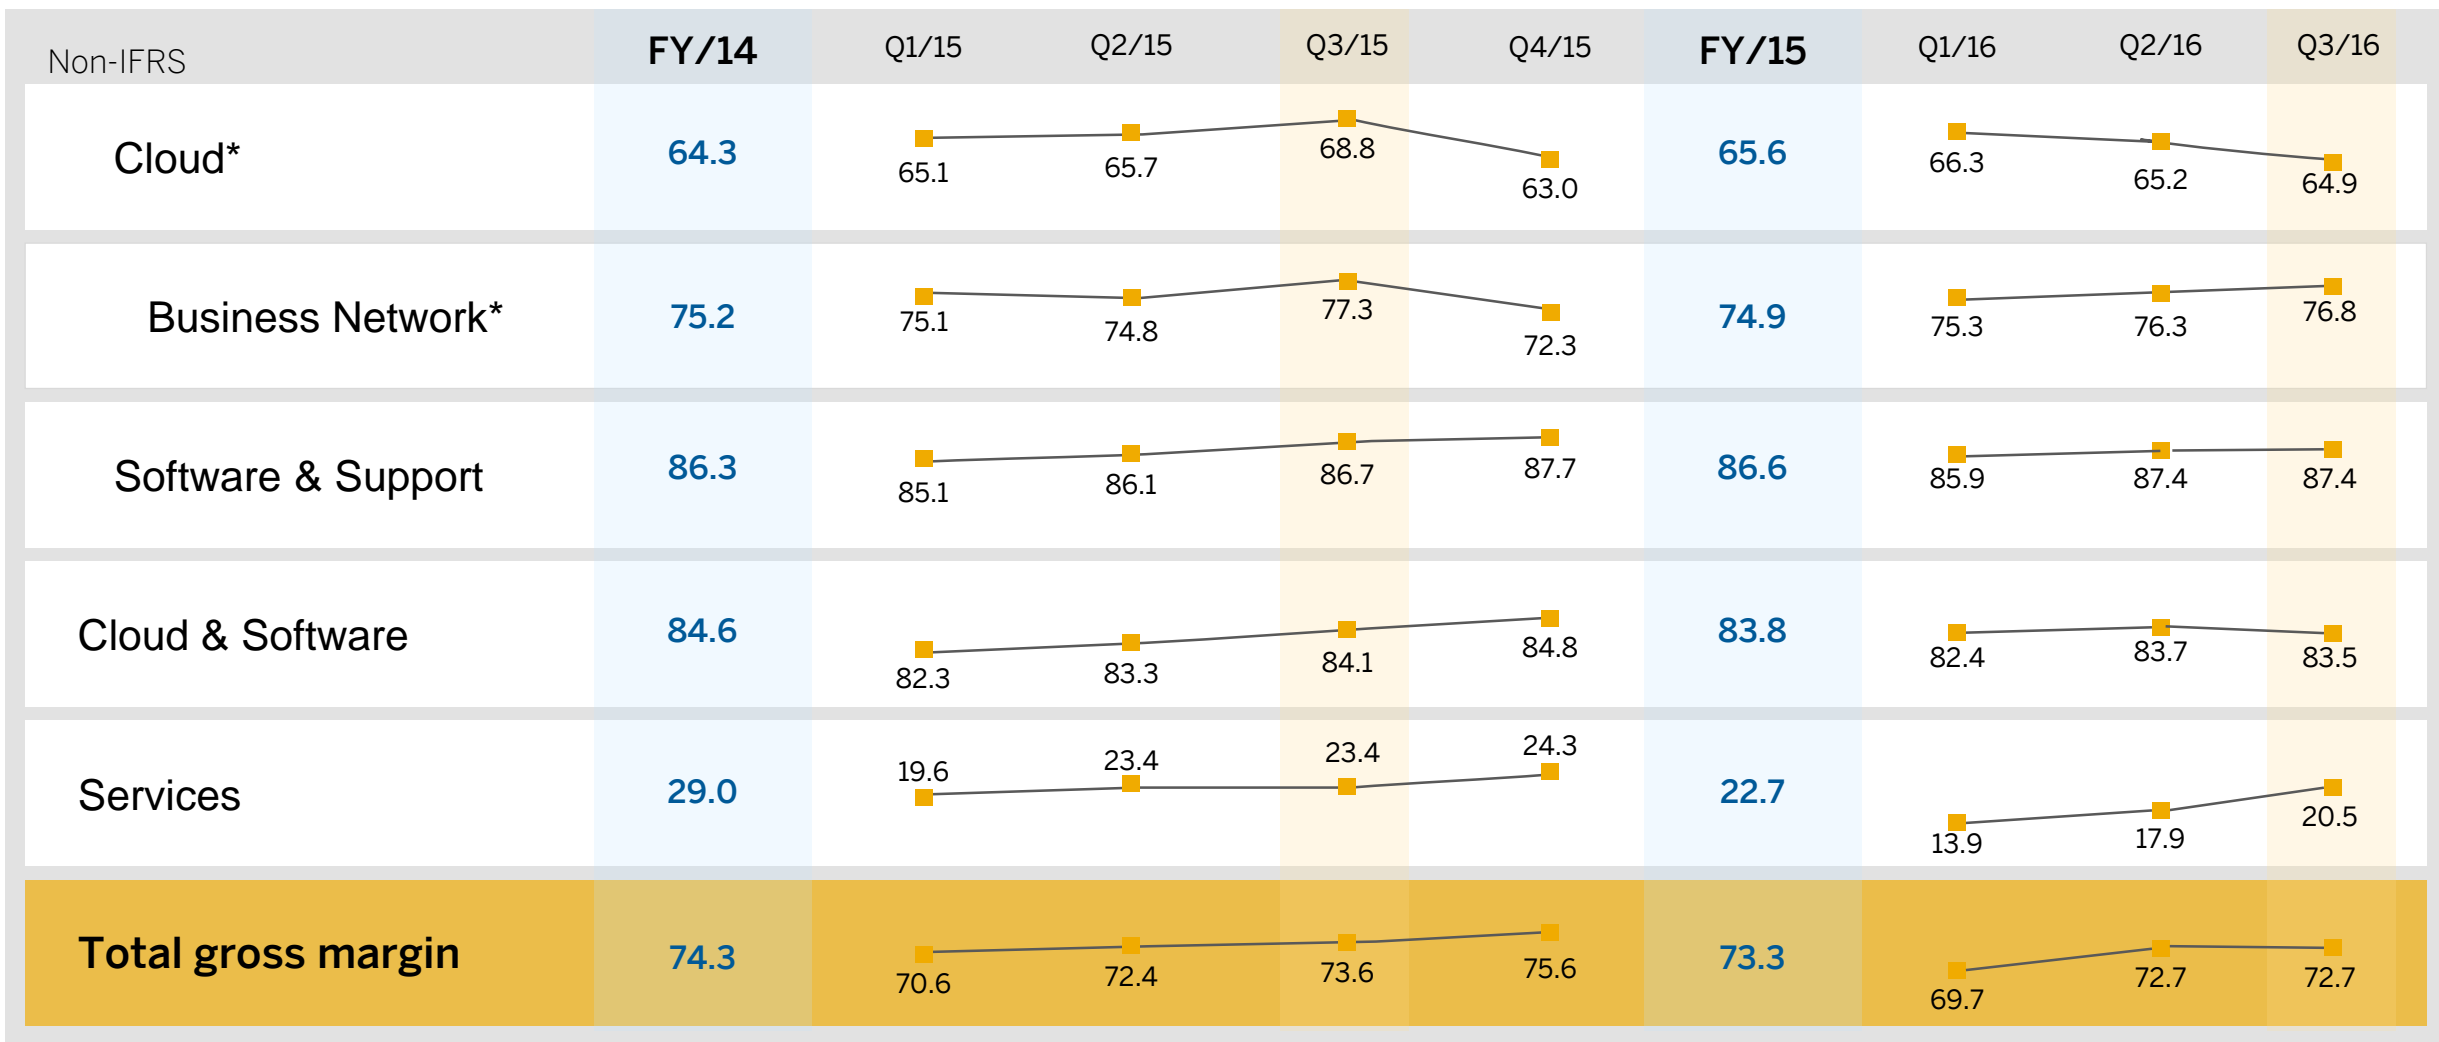 Non-IFRS FY/14 Q1/15 Q2/15 Q3/15 Q4/15 FY/15 Q1/16 Q2/16 Q3/16
Cloud* 64.3 65.1 65.7 68.8 63.0 65.6 66.3 65.2 64.9
Business Network* 75.2 75.1 74.8 77.3 72.3 74.9 75.3 76.3 76.8
Software & Support 86.3 85.1 86.1 86.7 87.7 86.6 85.9 87.4 87.4
Cloud & Software 84.6 82.3 83.3 84.1 84.8 83.8 82.4 83.7 83.5
Services 29.0 19.6 23.4 23.4 24.3 22.7 13.9 17.9 20.5
Total gross margin 74.3 70.6 72.4 73.6 75.6 73.3 69.7 72.7 72.7